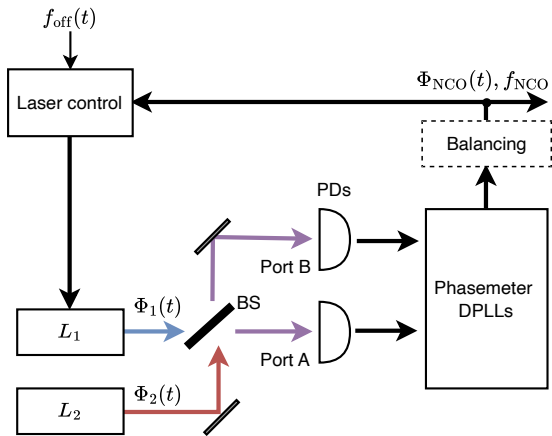 f_off(t)
Laser control
Φ_NCO(t), f_NCO
Balancing
PDs
Port B
Phasemeter
DPLLs
Φ_1(t)
BS
L_1
Port A
Φ_2(t)
L_2